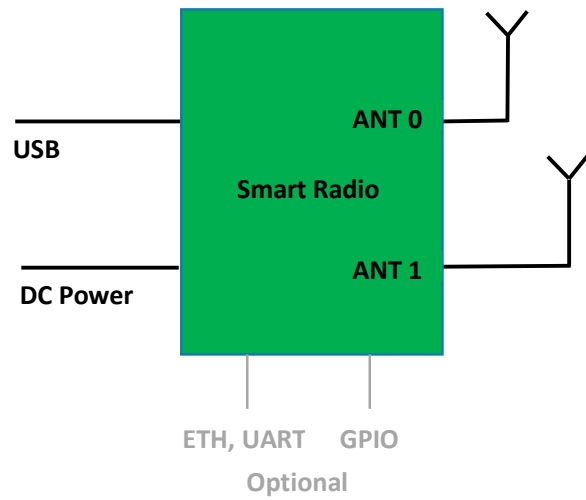 ANT 0
USB
Smart Radio
ANT 1
DC Power
ETH, UART GPIO
Optional